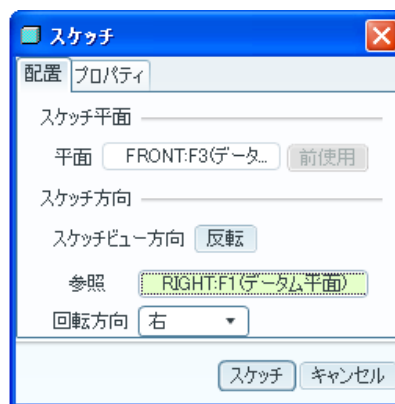 スケッチ
配置 プロパティ
スケッチ平面
平面 FRONT:F3(データ... 前使用
スケッチ方向
スケッチビュー方向 反転
参照 RIGHT:F1(データム平面)
回転方向 右
スケッチ キャンセル